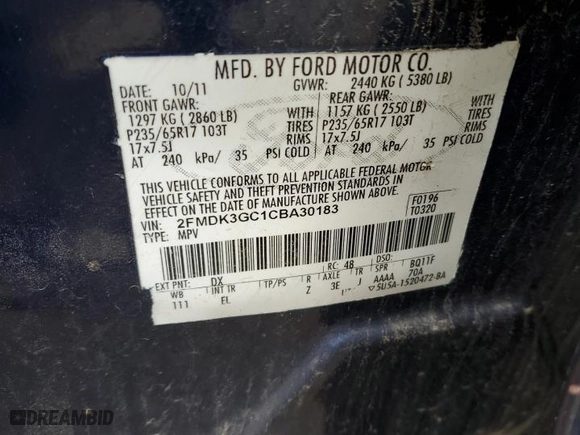 MFD. BY FORD MOTOR CO.
DATE: 10/11 GVWR: 2440 KG ( 5380 LB)
FRONT GAWR: REAR GAWR:
1297 KG ( 2860 LB) WITH 1157 KG ( 2550 LB) WITH
P235/65R17 103T TIRES P235/65R17 103T TIRES
17x7.5J RIMS 17x7.5J RIMS
AT 240 kPa/ 35 PSI COLD AT 240 kPa/ 35 PSI COLD
THIS VEHICLE CONFORMS TO ALL APPLICABLE FEDERAL MOTOR
VEHICLE SAFETY AND THEFT PREVENTION STANDARDS IN
EFFECT ON THE DATE OF MANUFACTURE SHOWN ABOVE.
VIN: 2FMDK3GC1CBA30183 F0196
TYPE: MPV T0320
EXT PNT: DX RC: 48 DSO:
WB INT TR TP/PS R AXLE TR SPR BQ11F
111 EL Z 3E J AAAA 70A
5U5A-1520472-BA
DREAMBID